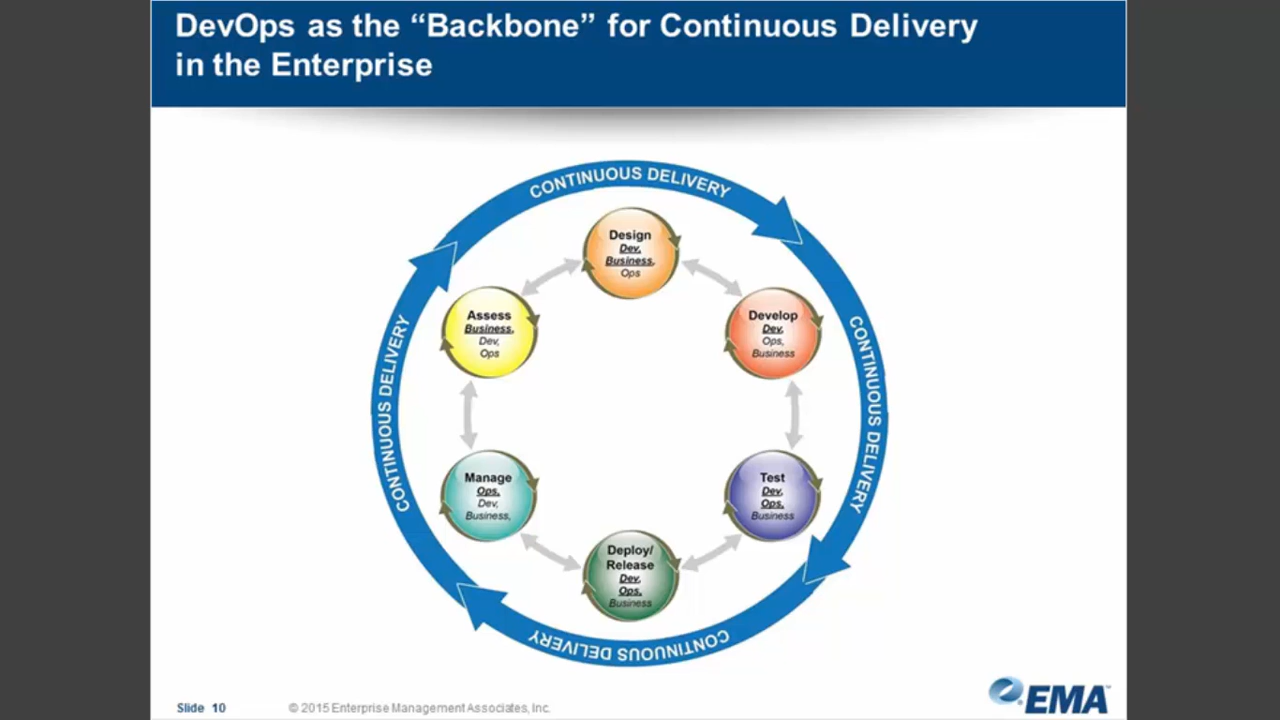 DevOps as the “Backbone” for Continuous Delivery
in the Enterprise
CONTINUOUS DELIVERY
Design
Dev,
Business,
Ops
Assess
Business,
Dev,
Ops
Develop
Dev,
Ops,
Business
CONTINUOUS DELIVERY
CONTINUOUS DELIVERY
Manage
Ops,
Dev,
Business,
Test
Dev,
Ops,
Business
Deploy/
Release
Dev,
Ops,
Business
CONTINUOUS DELIVERY
Slide 10
© 2015 Enterprise Management Associates, Inc.
EMA